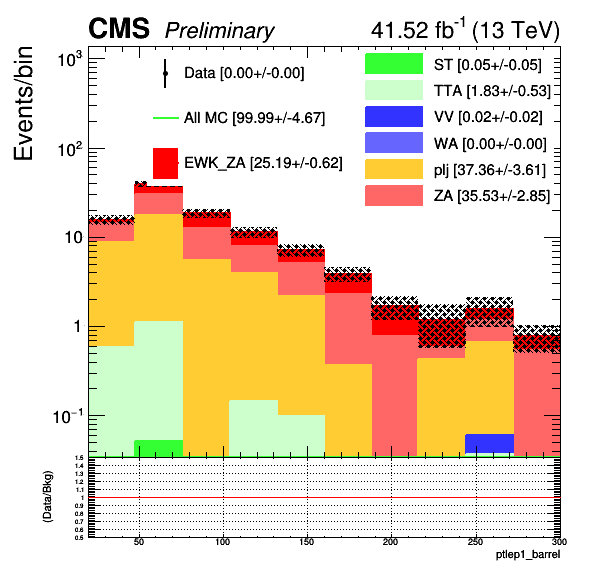 CMS Preliminary 41.52 fb⁻¹ (13 TeV)
Events/bin
10³
10²
10
1
10⁻¹
Data [0.00+/-0.00]
All MC [99.99+/-4.67]
EWK_ZA [25.19+/-0.62]
ST [0.05+/-0.05]
TTA [1.83+/-0.53]
VV [0.02+/-0.02]
WA [0.00+/-0.00]
plj [37.36+/-3.61]
ZA [35.53+/-2.85]
(Data/Bkg)
1.5
1.4
1.3
1.2
1.1
1
0.9
0.8
0.7
0.6
0.5
50 100 150 200 250 300
ptlep1_barrel